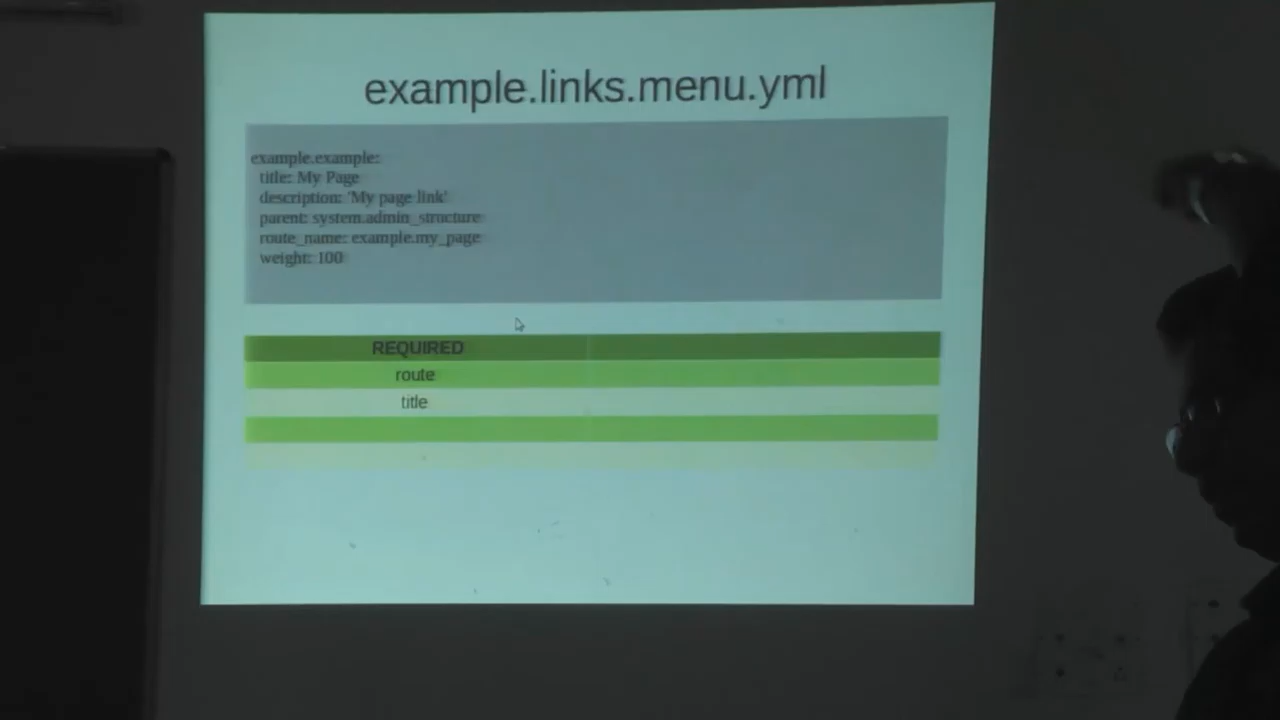 example.links.menu.yml
example.example:
title: My Page
description: 'My page link'
parent: system.admin_structure
route_name: example.my_page
weight: 100
REQUIRED
route
title